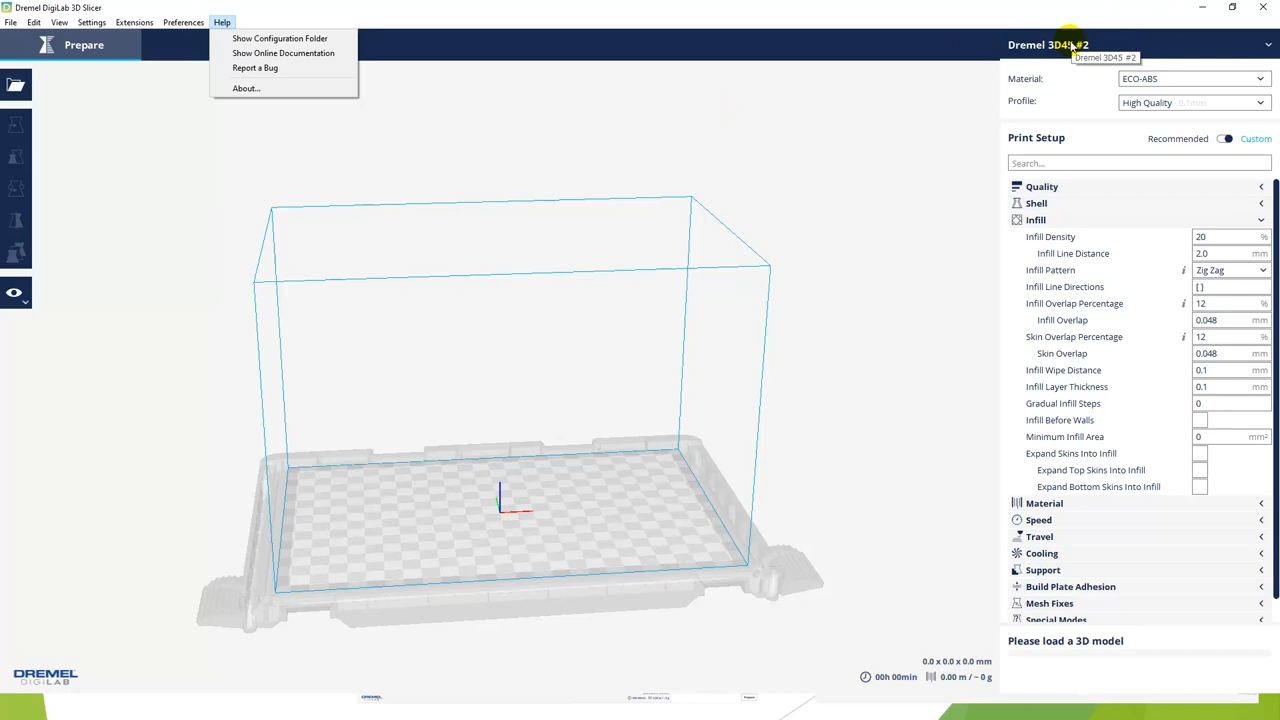 Dremel DigiLab 3D Slicer
File Edit View Settings Extensions Preferences Help
Prepare
Show Configuration Folder
Show Online Documentation
Report a Bug
About...
Dremel 3D45 #2
Dremel 3D45 #2
Material: ECO-ABS
Profile: High Quality - 0.1mm
Print Setup Recommended Custom
Search...
Quality
Shell
Infill
Infill Density 20 %
Infill Line Distance 2.0 mm
Infill Pattern i Zig Zag
Infill Line Directions [ ]
Infill Overlap Percentage i 12 %
Infill Overlap 0.048 mm
Skin Overlap Percentage i 12 %
Skin Overlap 0.048 mm
Infill Wipe Distance 0.1 mm
Infill Layer Thickness 0.1 mm
Gradual Infill Steps 0
Infill Before Walls
Minimum Infill Area 0 mm²
Expand Skins Into Infill
Expand Top Skins Into Infill
Expand Bottom Skins Into Infill
Material
Speed
Travel
Cooling
Support
Build Plate Adhesion
Mesh Fixes
Special Modes
Please load a 3D model
0.0 x 0.0 x 0.0 mm
00h 00min 0.00 m / ~ 0 g
DREMEL
DIGILAB